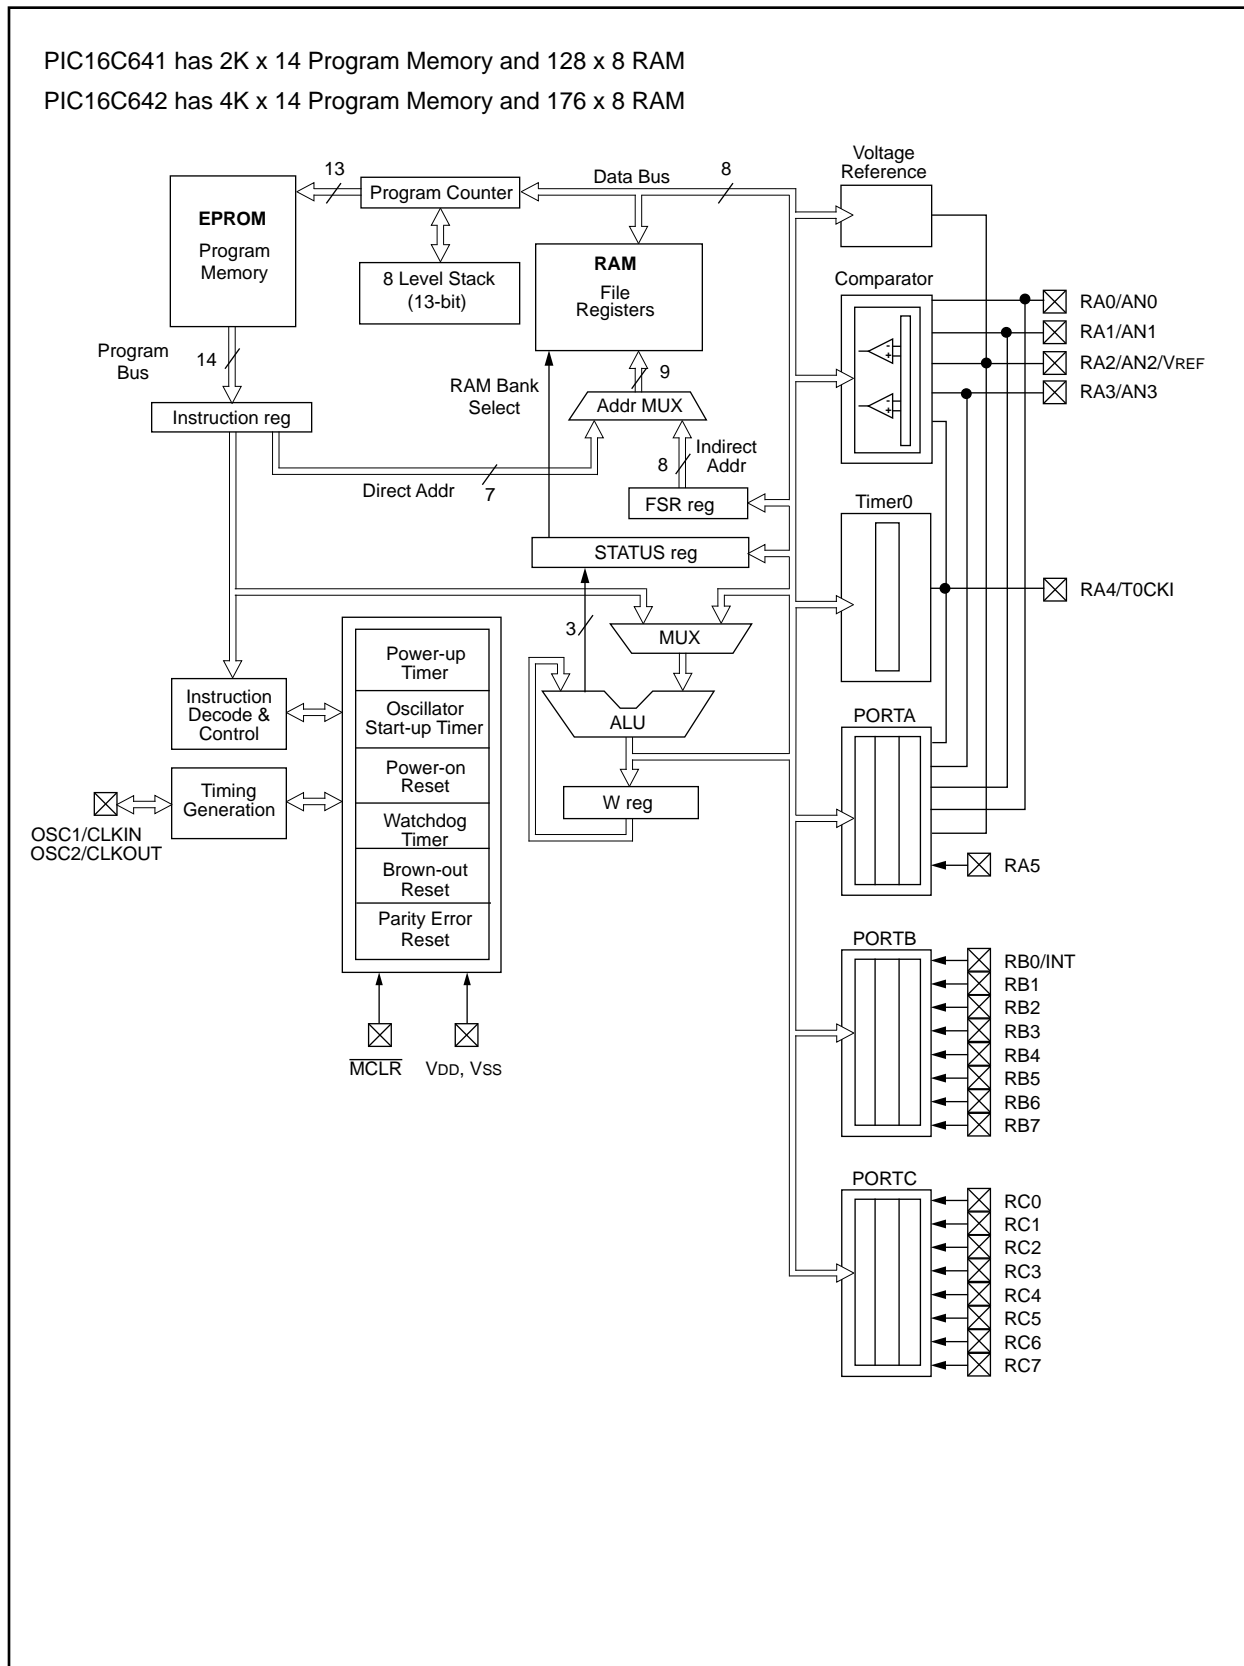 PIC16C641 has 2K x 14 Program Memory and 128 x 8 RAM
PIC16C642 has 4K x 14 Program Memory and 176 x 8 RAM
EPROM
Program
Memory
13
Program Counter
8 Level Stack
(13-bit)
Data Bus
8
RAM
File
Registers
Program
Bus
14
Instruction reg
RAM Bank
Select
9
Addr MUX
Direct Addr
7
8
Indirect
Addr
FSR reg
STATUS reg
3
MUX
ALU
W reg
Power-up
Timer
Oscillator
Start-up Timer
Power-on
Reset
Watchdog
Timer
Brown-out
Reset
Parity Error
Reset
Instruction
Decode &
Control
Timing
Generation
OSC1/CLKIN
OSC2/CLKOUT
MCLR
VDD, VSS
Voltage
Reference
Comparator
-
+
-
+
RA0/AN0
RA1/AN1
RA2/AN2/VREF
RA3/AN3
Timer0
RA4/T0CKI
PORTA
RA5
PORTB
RB0/INT
RB1
RB2
RB3
RB4
RB5
RB6
RB7
PORTC
RC0
RC1
RC2
RC3
RC4
RC5
RC6
RC7